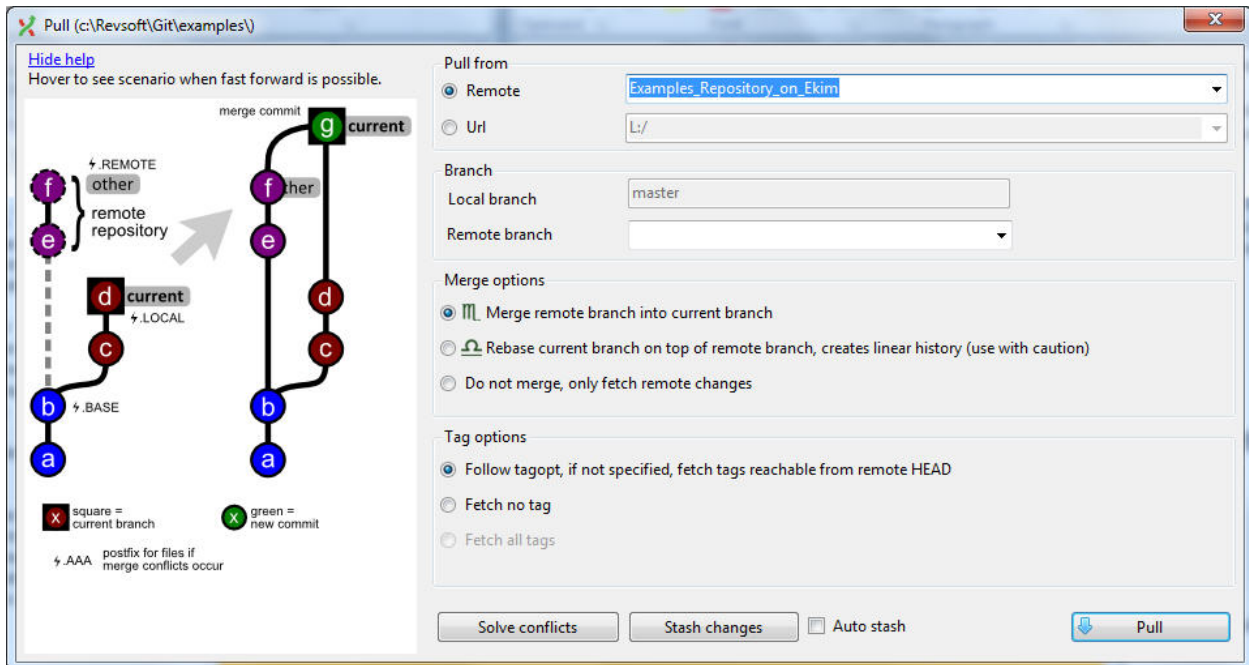 Pull (c:\Revsoft\Git\examples\)
Hide help
Hover to see scenario when fast forward is possible.
merge commit
g current
.REMOTE
f other
remote
repository
e
d current
.LOCAL
c
b .BASE
a
f ther
e
d
c
b
a
x square =
current branch
x green =
new commit
.AAA postfix for files if
merge conflicts occur
Pull from
Remote Examples_Repository_on_Ekim
Url L:/
Branch
Local branch master
Remote branch
Merge options
Merge remote branch into current branch
Rebase current branch on top of remote branch, creates linear history (use with caution)
Do not merge, only fetch remote changes
Tag options
Follow tagopt, if not specified, fetch tags reachable from remote HEAD
Fetch no tag
Fetch all tags
Solve conflicts Stash changes Auto stash Pull